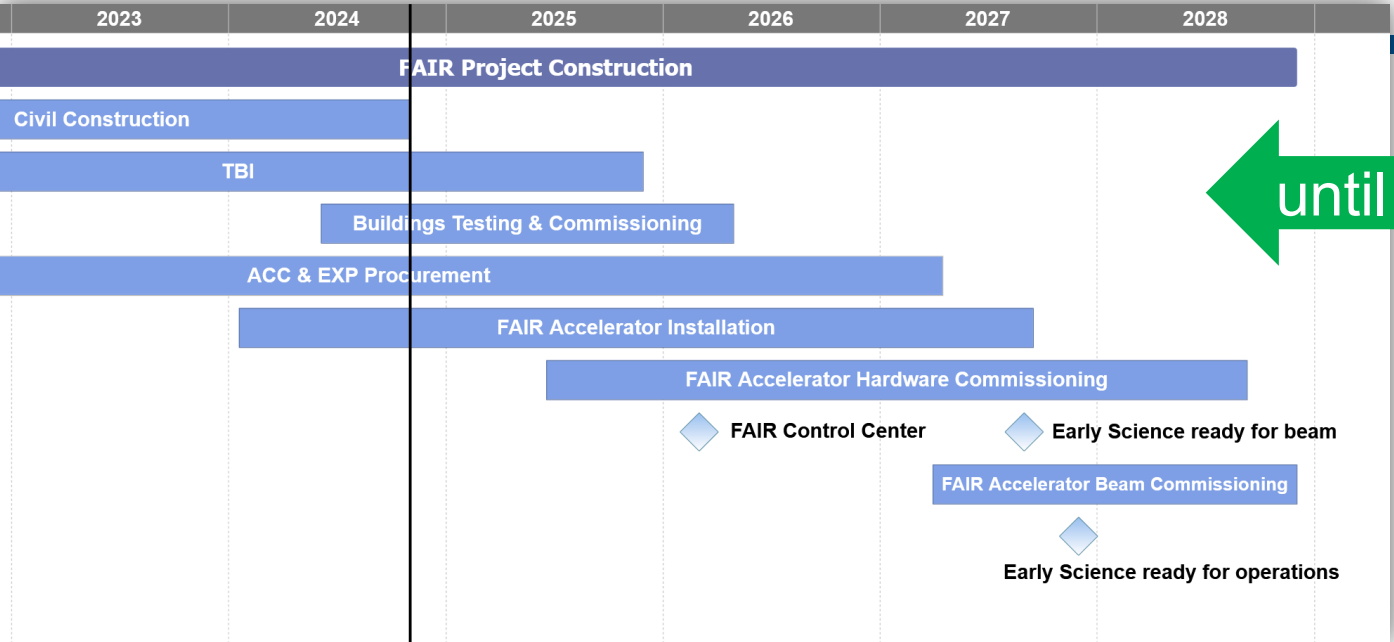 2023 2024 2025 2026 2027 2028
FAIR Project Construction
Civil Construction
TBI
until
Buildings Testing & Commissioning
ACC & EXP Procurement
FAIR Accelerator Installation
FAIR Accelerator Hardware Commissioning
FAIR Control Center
Early Science ready for beam
FAIR Accelerator Beam Commissioning
Early Science ready for operations